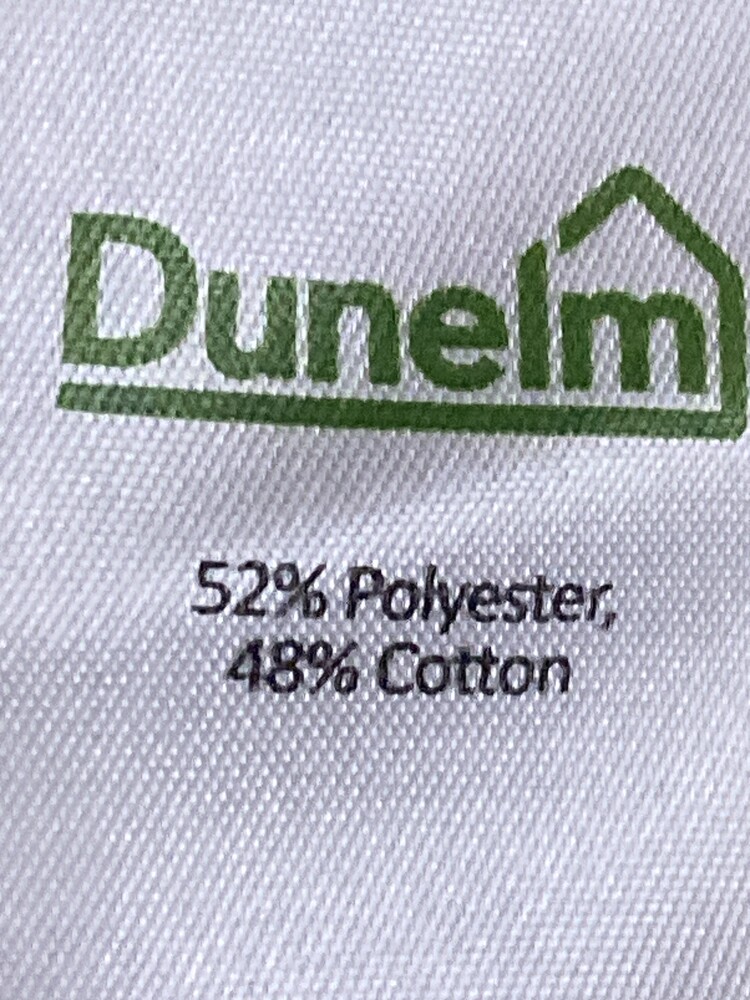 Dunelm
52% Polyester,
48% Cotton